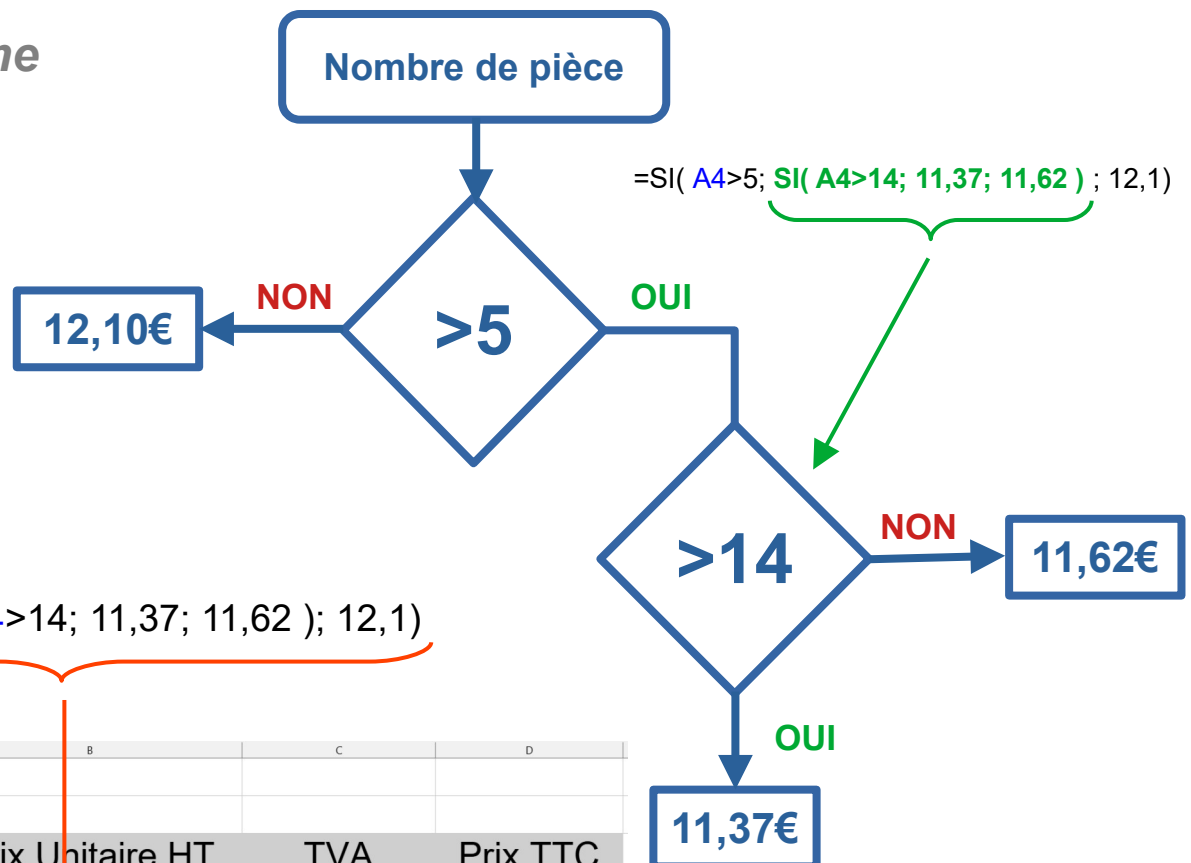 Nombre de pièce
=SI( A4>5; SI( A4>14; 11,37; 11,62 ) ; 12,1)
NON
OUI
12,10€
>5
>14
NON
11,62€
>14; 11,37; 11,62 ); 12,1)
OUI
B C D
11,37€
Unitaire HT TVA Prix TTC